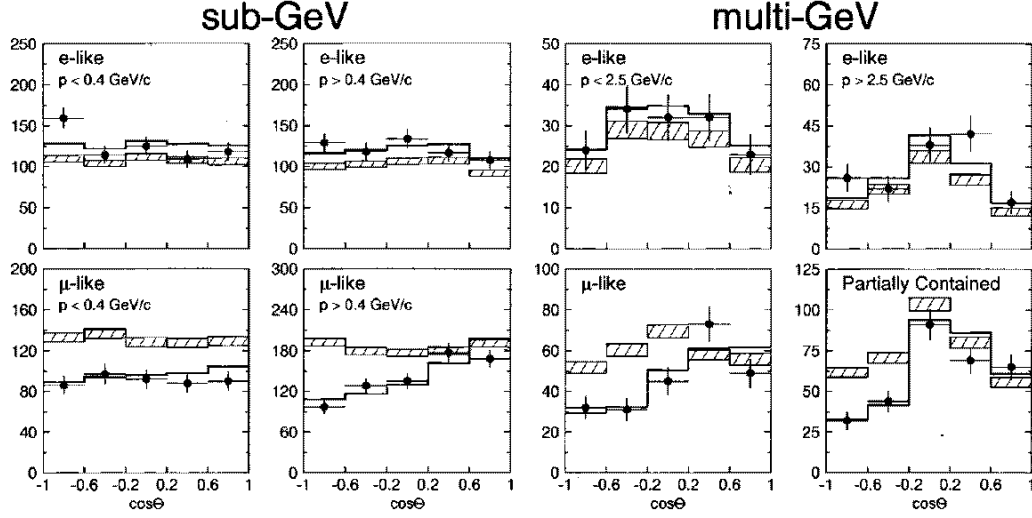 sub-GeV multi-GeV
250 250 50 75
e-like e-like e-like e-like
p < 0.4 GeV/c p > 0.4 GeV/c p < 2.5 GeV/c p > 2.5 GeV/c
200 200 40 60
150 150 30 45
100 100 20 30
50 50 10 15
0 0 0 0
200 300 100 125
μ-like μ-like μ-like Partially Contained
p < 0.4 GeV/c p > 0.4 GeV/c
240 80 100
150
180 60 75
100
120 40 50
50
60 20 25
0 0 0 0
-1 -0.6 -0.2 0.2 0.6 1 -1 -0.6 -0.2 0.2 0.6 1 -1 -0.6 -0.2 0.2 0.6 1 -1 -0.6 -0.2 0.2 0.6 1
cosΘ cosΘ cosΘ cosΘ